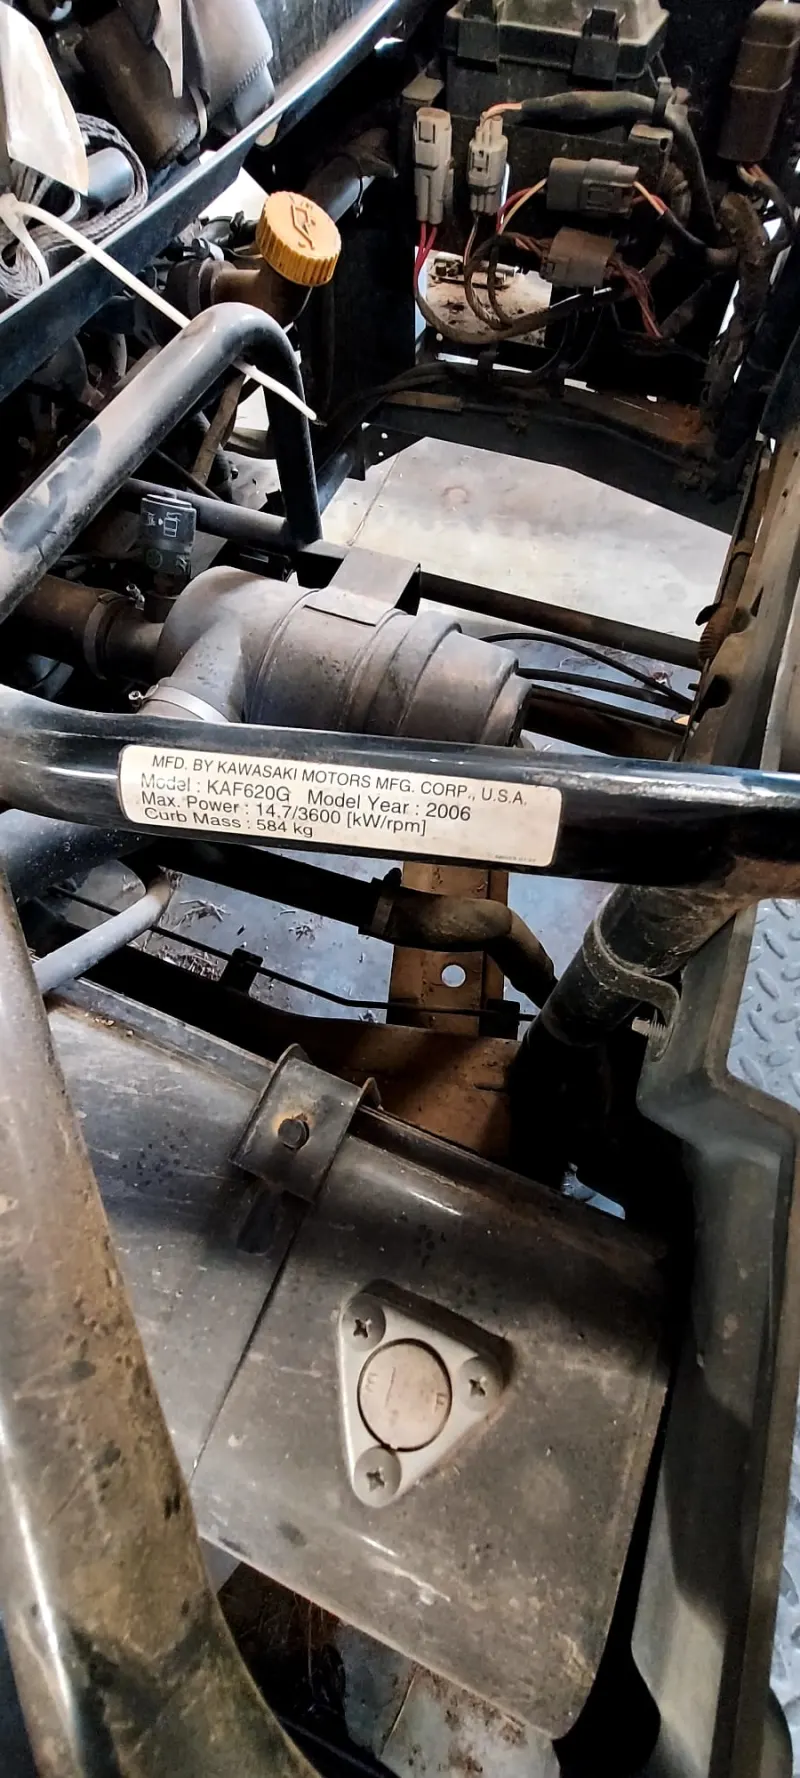 MFD. BY KAWASAKI MOTORS MFG. CORP., U.S.A.
Model : KAF620G Model Year : 2006
Max. Power : 14.7/3600 [kW/rpm]
Curb Mass : 584 kg
E F